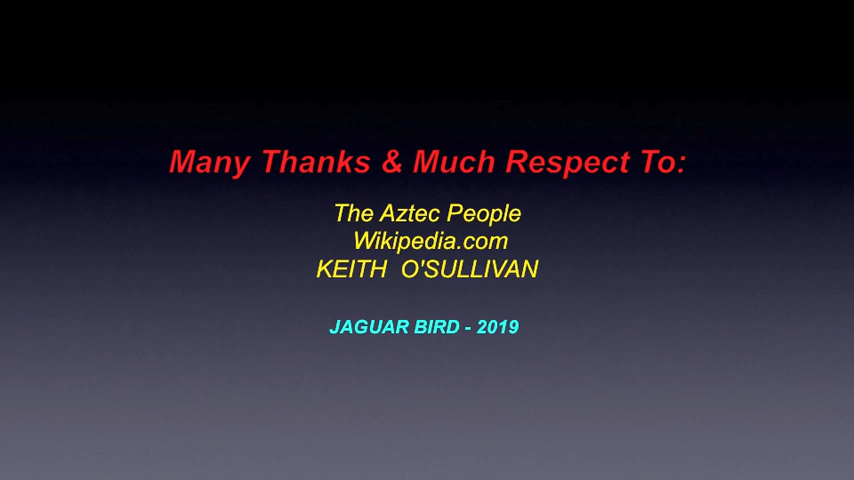 Many Thanks & Much Respect To:
The Aztec People
Wikipedia.com
KEITH O'SULLIVAN
JAGUAR BIRD - 2019